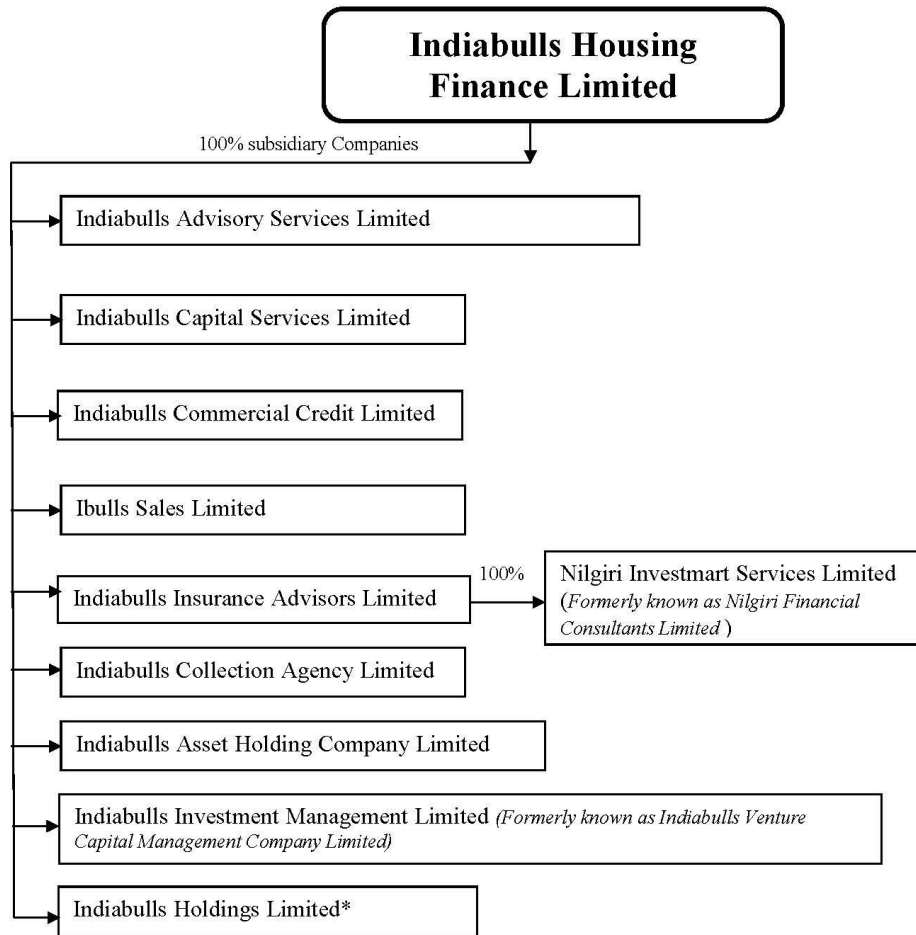 Indiabulls Housing
Finance Limited
100% subsidiary Companies
Indiabulls Advisory Services Limited
Indiabulls Capital Services Limited
Indiabulls Commercial Credit Limited
Ibulls Sales Limited
Indiabulls Insurance Advisors Limited
100%
Nilgiri Investmart Services Limited
(Formerly known as Nilgiri Financial
Consultants Limited )
Indiabulls Collection Agency Limited
Indiabulls Asset Holding Company Limited
Indiabulls Investment Management Limited (Formerly known as Indiabulls Venture
Capital Management Company Limited)
Indiabulls Holdings Limited*